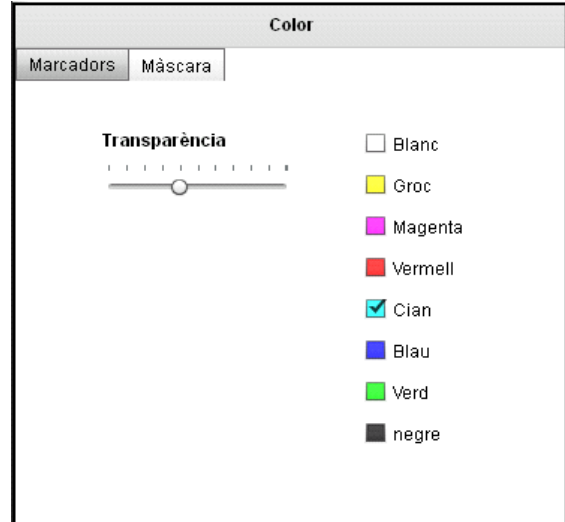 Color
Marcadors
Màscara
Transparència
Blanc
Groc
Magenta
Vermell
Cian
Blau
Verd
negre